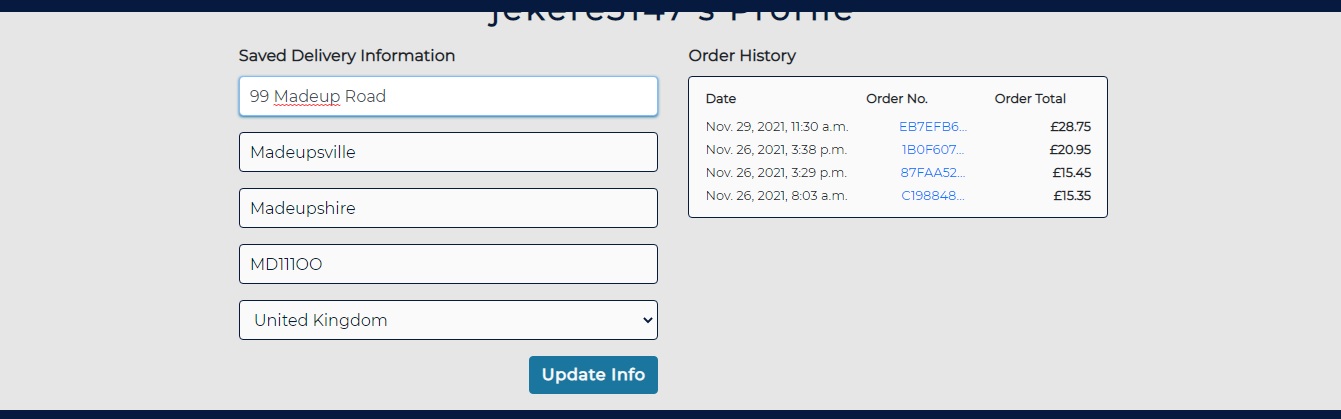 Saved Delivery Information
99 Madeup Road
Madeupsville
Madeupshire
MD111OO
United Kingdom
Update Info
Order History
Date Order No. Order Total
Nov. 29, 2021, 11:30 a.m. EB7EFB6... £28.75
Nov. 26, 2021, 3:38 p.m. 1B0F607... £20.95
Nov. 26, 2021, 3:29 p.m. 87FAA52... £15.45
Nov. 26, 2021, 8:03 a.m. C198848... £15.35